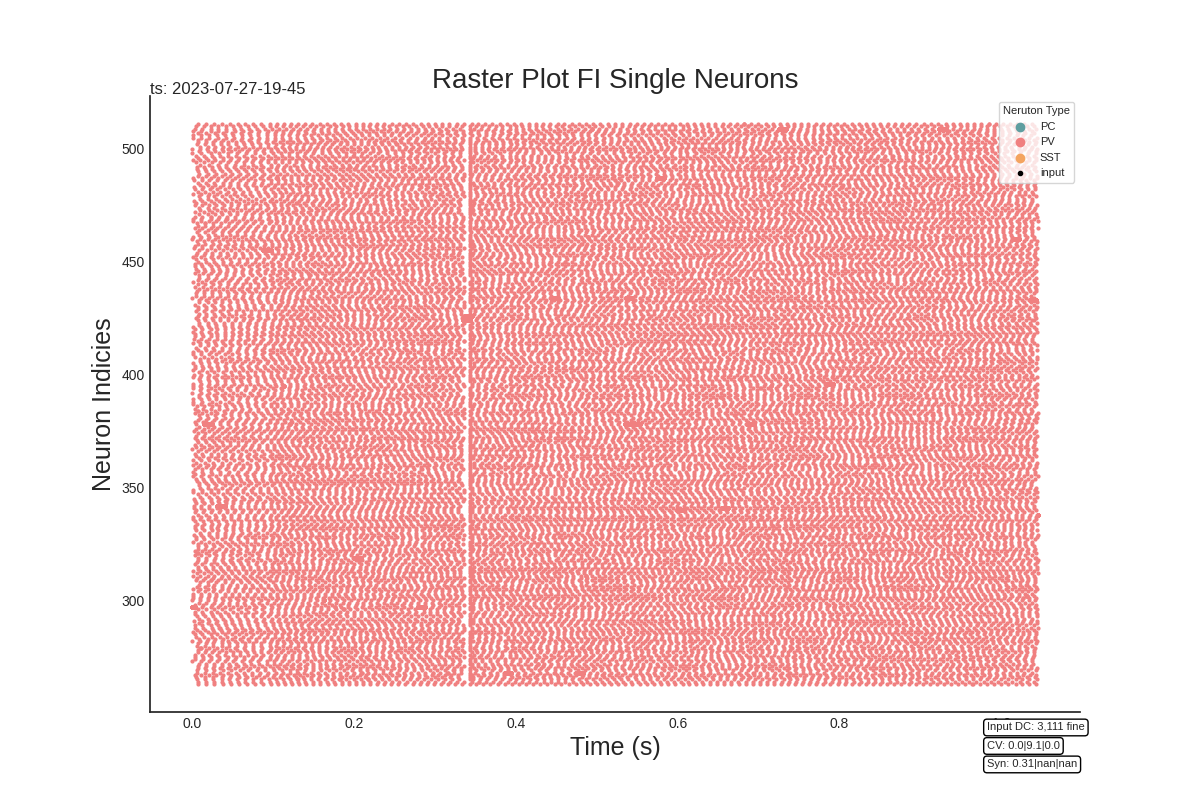 Raster Plot FI Single Neurons
ts: 2023-07-27-19-45
Neruton Type
PC
PV
SST
input
Neuron Indicies
500
450
400
350
300
0.0 0.2 0.4 0.6 0.8
Time (s)
Input DC: 3,111 fine
CV: 0.0|9.1|0.0
Syn: 0.31|nan|nan